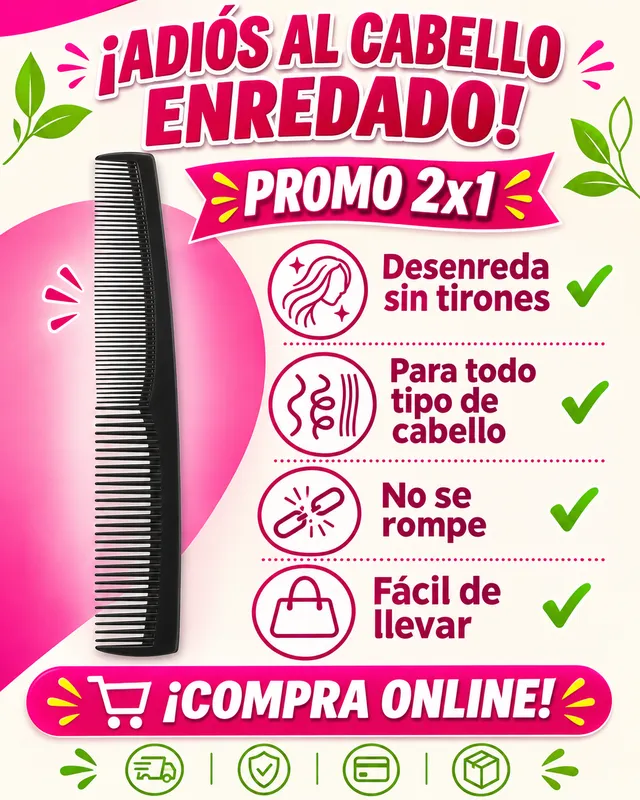 ¡ADIÓS AL CABELLO
ENREDADO!
PROMO 2x1
Desenreda
sin tirones
Para todo
tipo de
cabello
No se
rompe
Fácil de
llevar
¡COMPRA ONLINE!